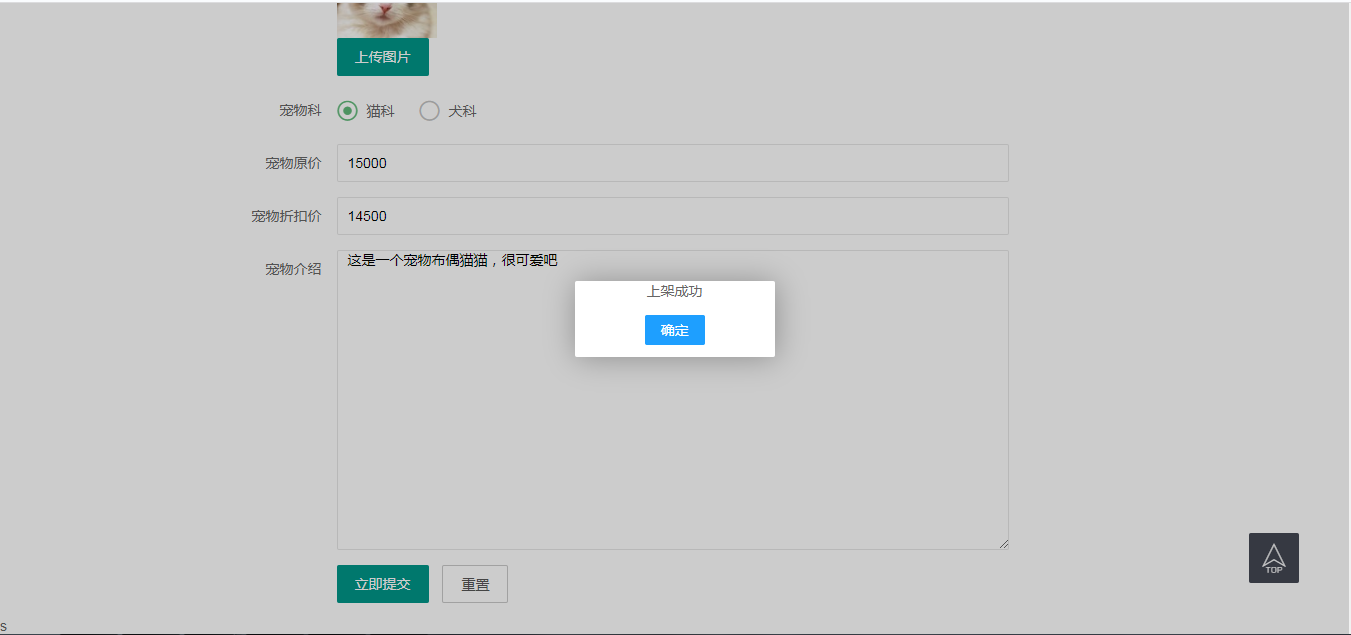 上传图片
宠物科 猫科 犬科
宠物原价 15000
宠物折扣价 14500
宠物介绍 这是一个宠物布偶猫猫，很可爱吧
上架成功
确定
TOP
立即提交 重置
s